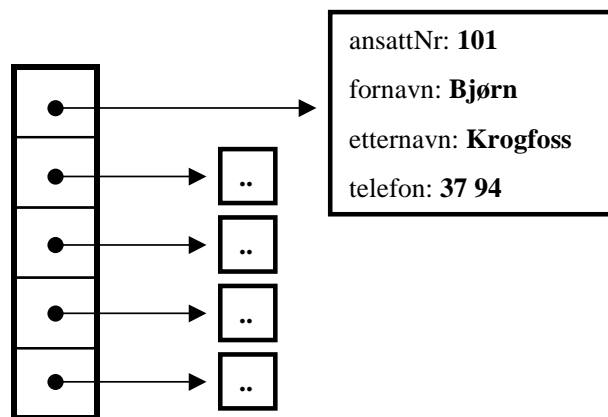 ansattNr: 101
fornavn: Bjørn
etternavn: Krogfoss
telefon: 37 94
..
..
..
..